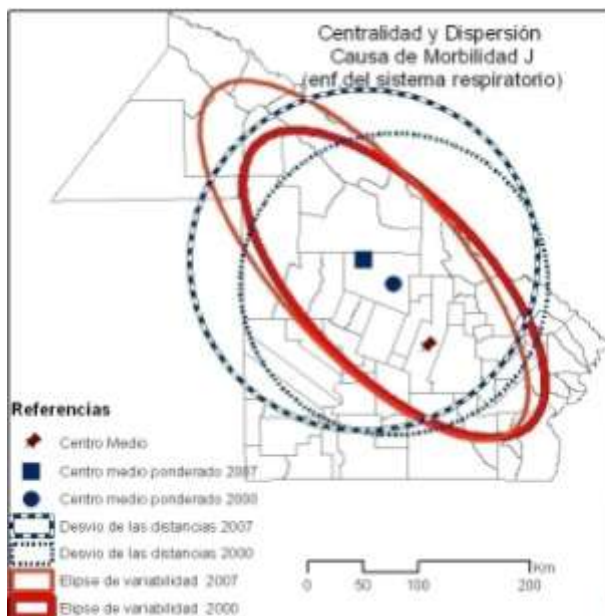 Centralidad y Dispersión
Causa de Morbilidad J
(enf del sistema respiratorio)
Referencias
Centro Medio
Centro medio ponderado 2007
Centro medio ponderado 2000
Desvio de las distancias 2007
Desvio de las distancias 2000
Elipse de variabilidad 2007
Elipse de variabilidad 2000
Km
0 50 100 200